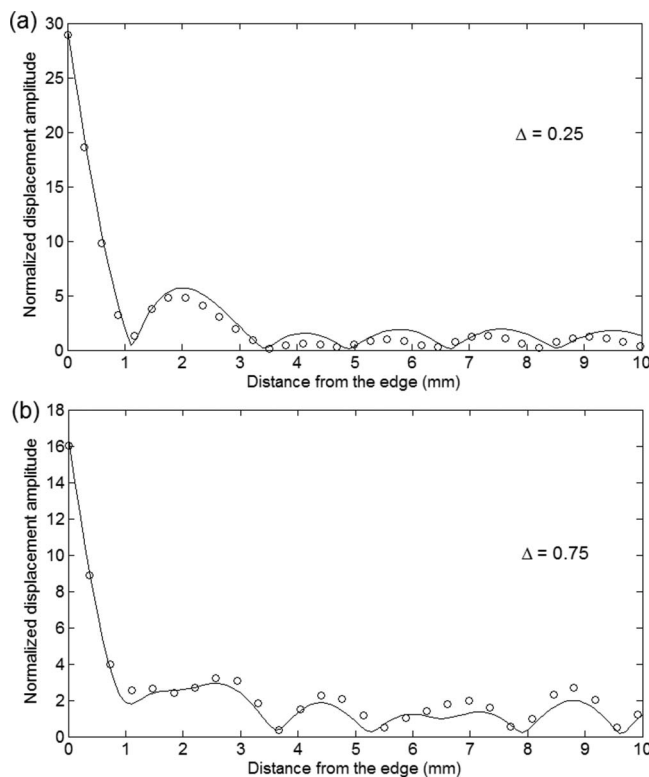 (a)
Normalized displacement amplitude
30
25
20
15
10
5
0
Δ = 0.25
0 1 2 3 4 5 6 7 8 9 10
Distance from the edge (mm)
(b)
Normalized displacement amplitude
18
16
14
12
10
8
6
4
2
0
Δ = 0.75
0 1 2 3 4 5 6 7 8 9 10
Distance from the edge (mm)